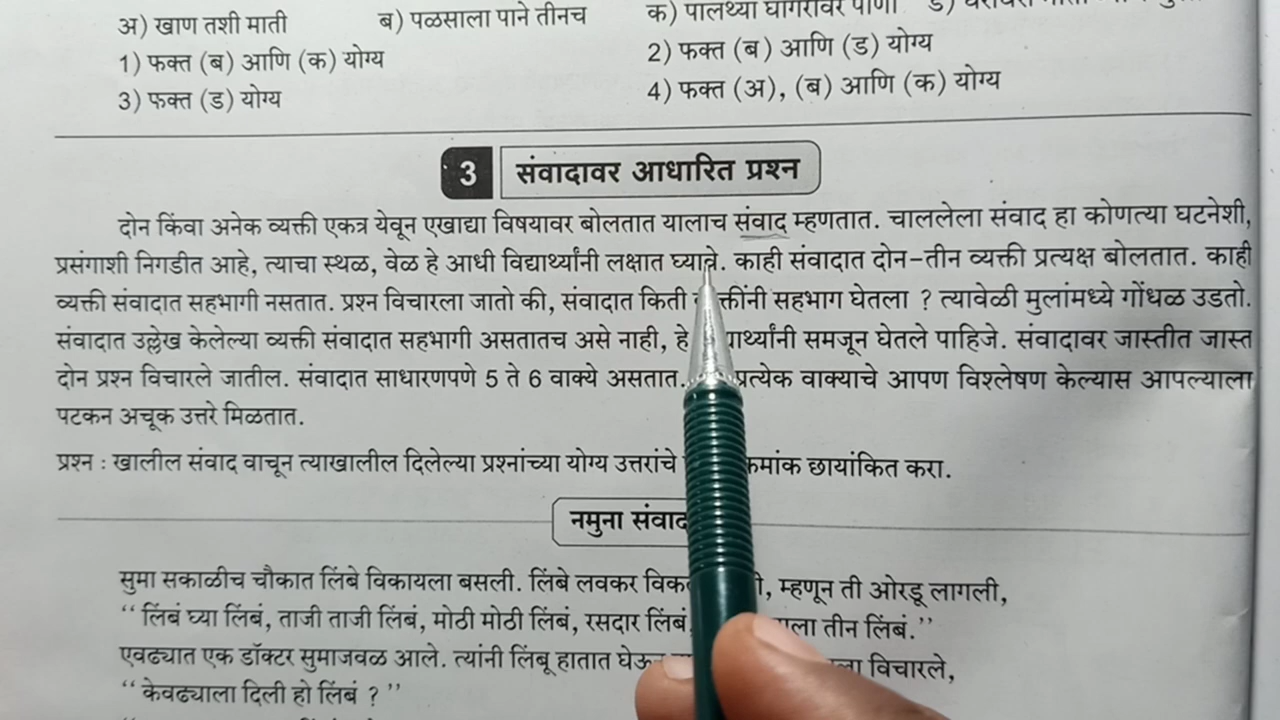 अ) खाण तशी माती ब) पळसाला पाने तीनच क) पालथ्या घागरीवर पाणी ड)
1) फक्त (ब) आणि (क) योग्य 2) फक्त (ब) आणि (ड) योग्य
3) फक्त (ड) योग्य 4) फक्त (अ), (ब) आणि (क) योग्य
3 संवादावर आधारित प्रश्न
दोन किंवा अनेक व्यक्ती एकत्र येवून एखाद्या विषयावर बोलतात यालाच संवाद म्हणतात. चाललेला संवाद हा कोणत्या घटनेशी,
प्रसंगाशी निगडीत आहे, त्याचा स्थळ, वेळ हे आधी विद्यार्थ्यांनी लक्षात घ्यावे. काही संवादात दोन-तीन व्यक्ती प्रत्यक्ष बोलतात. काही
व्यक्ती संवादात सहभागी नसतात. प्रश्न विचारला जातो की, संवादात किती सहभाग घेतला ? त्यावेळी मुलांमध्ये गोंधळ उडतो.
संवादात उल्लेख केलेल्या व्यक्ती संवादात सहभागी असतातच असे नाही, हे समजून घेतले पाहिजे. संवादावर जास्तीत जास्त
दोन प्रश्न विचारले जातील. संवादात साधारणपणे 5 ते 6 वाक्ये असतात. प्रत्येक वाक्याचे आपण विश्लेषण केल्यास आपल्याला
पटकन अचूक उत्तरे मिळतात.
प्रश्न : खालील संवाद वाचून त्याखालील दिलेल्या प्रश्नांच्या योग्य उत्तरांचे छायांकित करा.
नमुना संवाद
सुमा सकाळीच चौकात लिंबे विकायला बसली. लिंबे लवकर म्हणून ती ओरडू लागली,
“ लिंबं घ्या लिंबं, ताजी ताजी लिंबं, मोठी मोठी लिंबं, रसदार लिंबं, तीन लिंबं.”
एवढ्यात एक डॉक्टर सुमाजवळ आले. त्यांनी लिंबू हातात घेऊन विचारले,
“ केवढ्याला दिली हो लिंबं ? ”